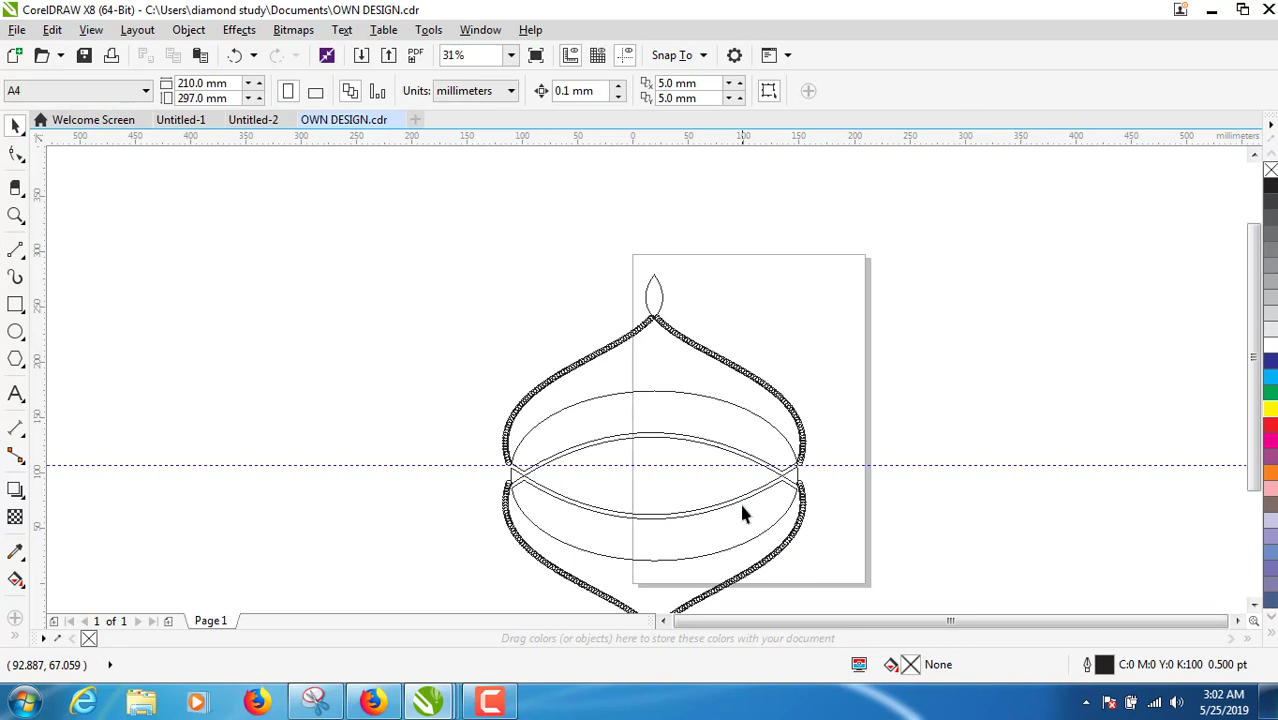 CorelDRAW X8 (64-Bit) - C:\Users\diamond study\Documents\OWN DESIGN.cdr
File Edit View Layout Object Effects Bitmaps Text Table Tools Window Help
PDF 31% Snap To
A4 210.0 mm 297.0 mm Units: millimeters 0.1 mm 5.0 mm 5.0 mm
Welcome Screen Untitled-1 Untitled-2 OWN DESIGN.cdr
500 200 150 100 50 0 50 100 150 200 250 300 350 400 450 500 millimeters
350
300
250
200
150
100
50
1 of 1 Page 1
Drag colors (or objects) here to store these colors with your document
(92.887, 67.059) None C:0 M:0 Y:0 K:100 0.500 pt
3:02 AM
5/25/2019